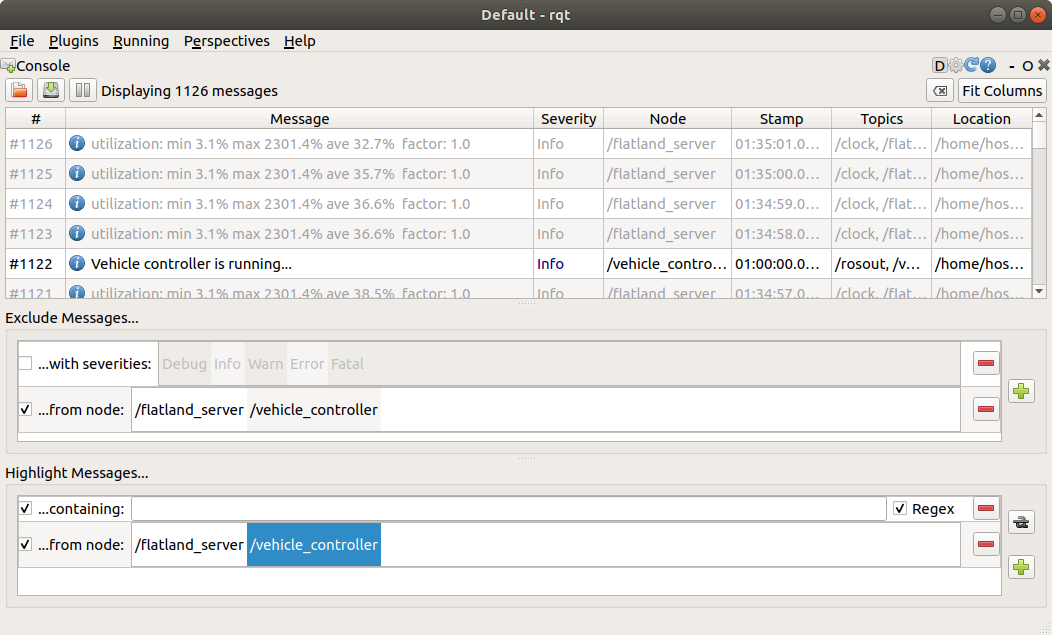 Default - rqt
File Plugins Running Perspectives Help
Console D ? - O
Displaying 1126 messages Fit Columns
# Message Severity Node Stamp Topics Location
#1126 utilization: min 3.1% max 2301.4% ave 32.7% factor: 1.0 Info /flatland_server 01:35:01.0... /clock, /flat... /home/hos...
#1125 utilization: min 3.1% max 2301.4% ave 35.7% factor: 1.0 Info /flatland_server 01:35:00.0... /clock, /flat... /home/hos...
#1124 utilization: min 3.1% max 2301.4% ave 36.6% factor: 1.0 Info /flatland_server 01:34:59.0... /clock, /flat... /home/hos...
#1123 utilization: min 3.1% max 2301.4% ave 36.6% factor: 1.0 Info /flatland_server 01:34:58.0... /clock, /flat... /home/hos...
#1122 Vehicle controller is running... Info /vehicle_contro... 01:00:00.0... /rosout, /v... /home/hos...
#1121 utilization: min 3.1% max 2301.4% ave 38.5% factor: 1.0 Info /flatland_server 01:34:57.0... /clock, /flat... /home/hos...
Exclude Messages...
...with severities: Debug Info Warn Error Fatal
...from node: /flatland_server /vehicle_controller
Highlight Messages...
...containing: Regex
...from node: /flatland_server /vehicle_controller